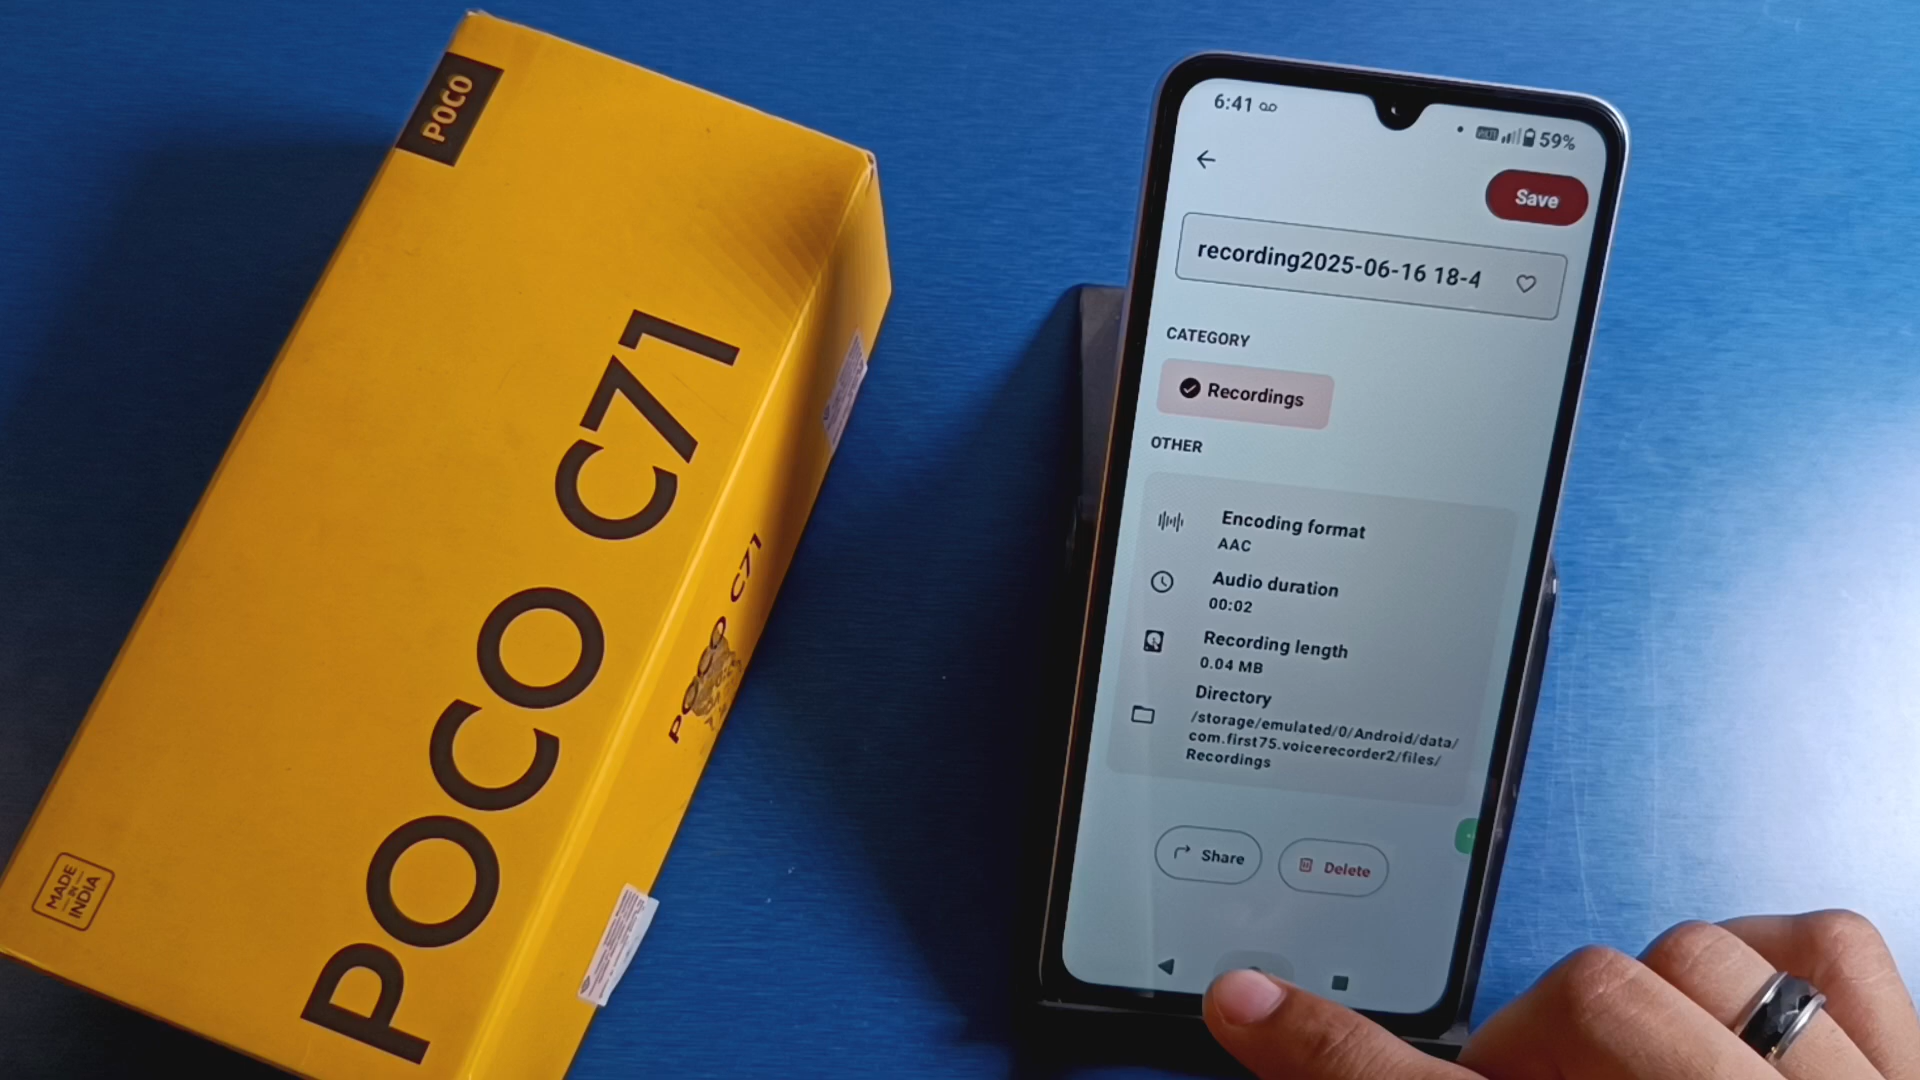 POCO
POCO C71
POCO C71
MADE
IN
INDIA
6:41
59%
Save
recording2025-06-16 18-4
CATEGORY
Recordings
OTHER
Encoding format
AAC
Audio duration
00:02
Recording length
0.04 MB
Directory
/storage/emulated/0/Android/data/
com.first75.voicerecorder2/files/
Recordings
Share
Delete